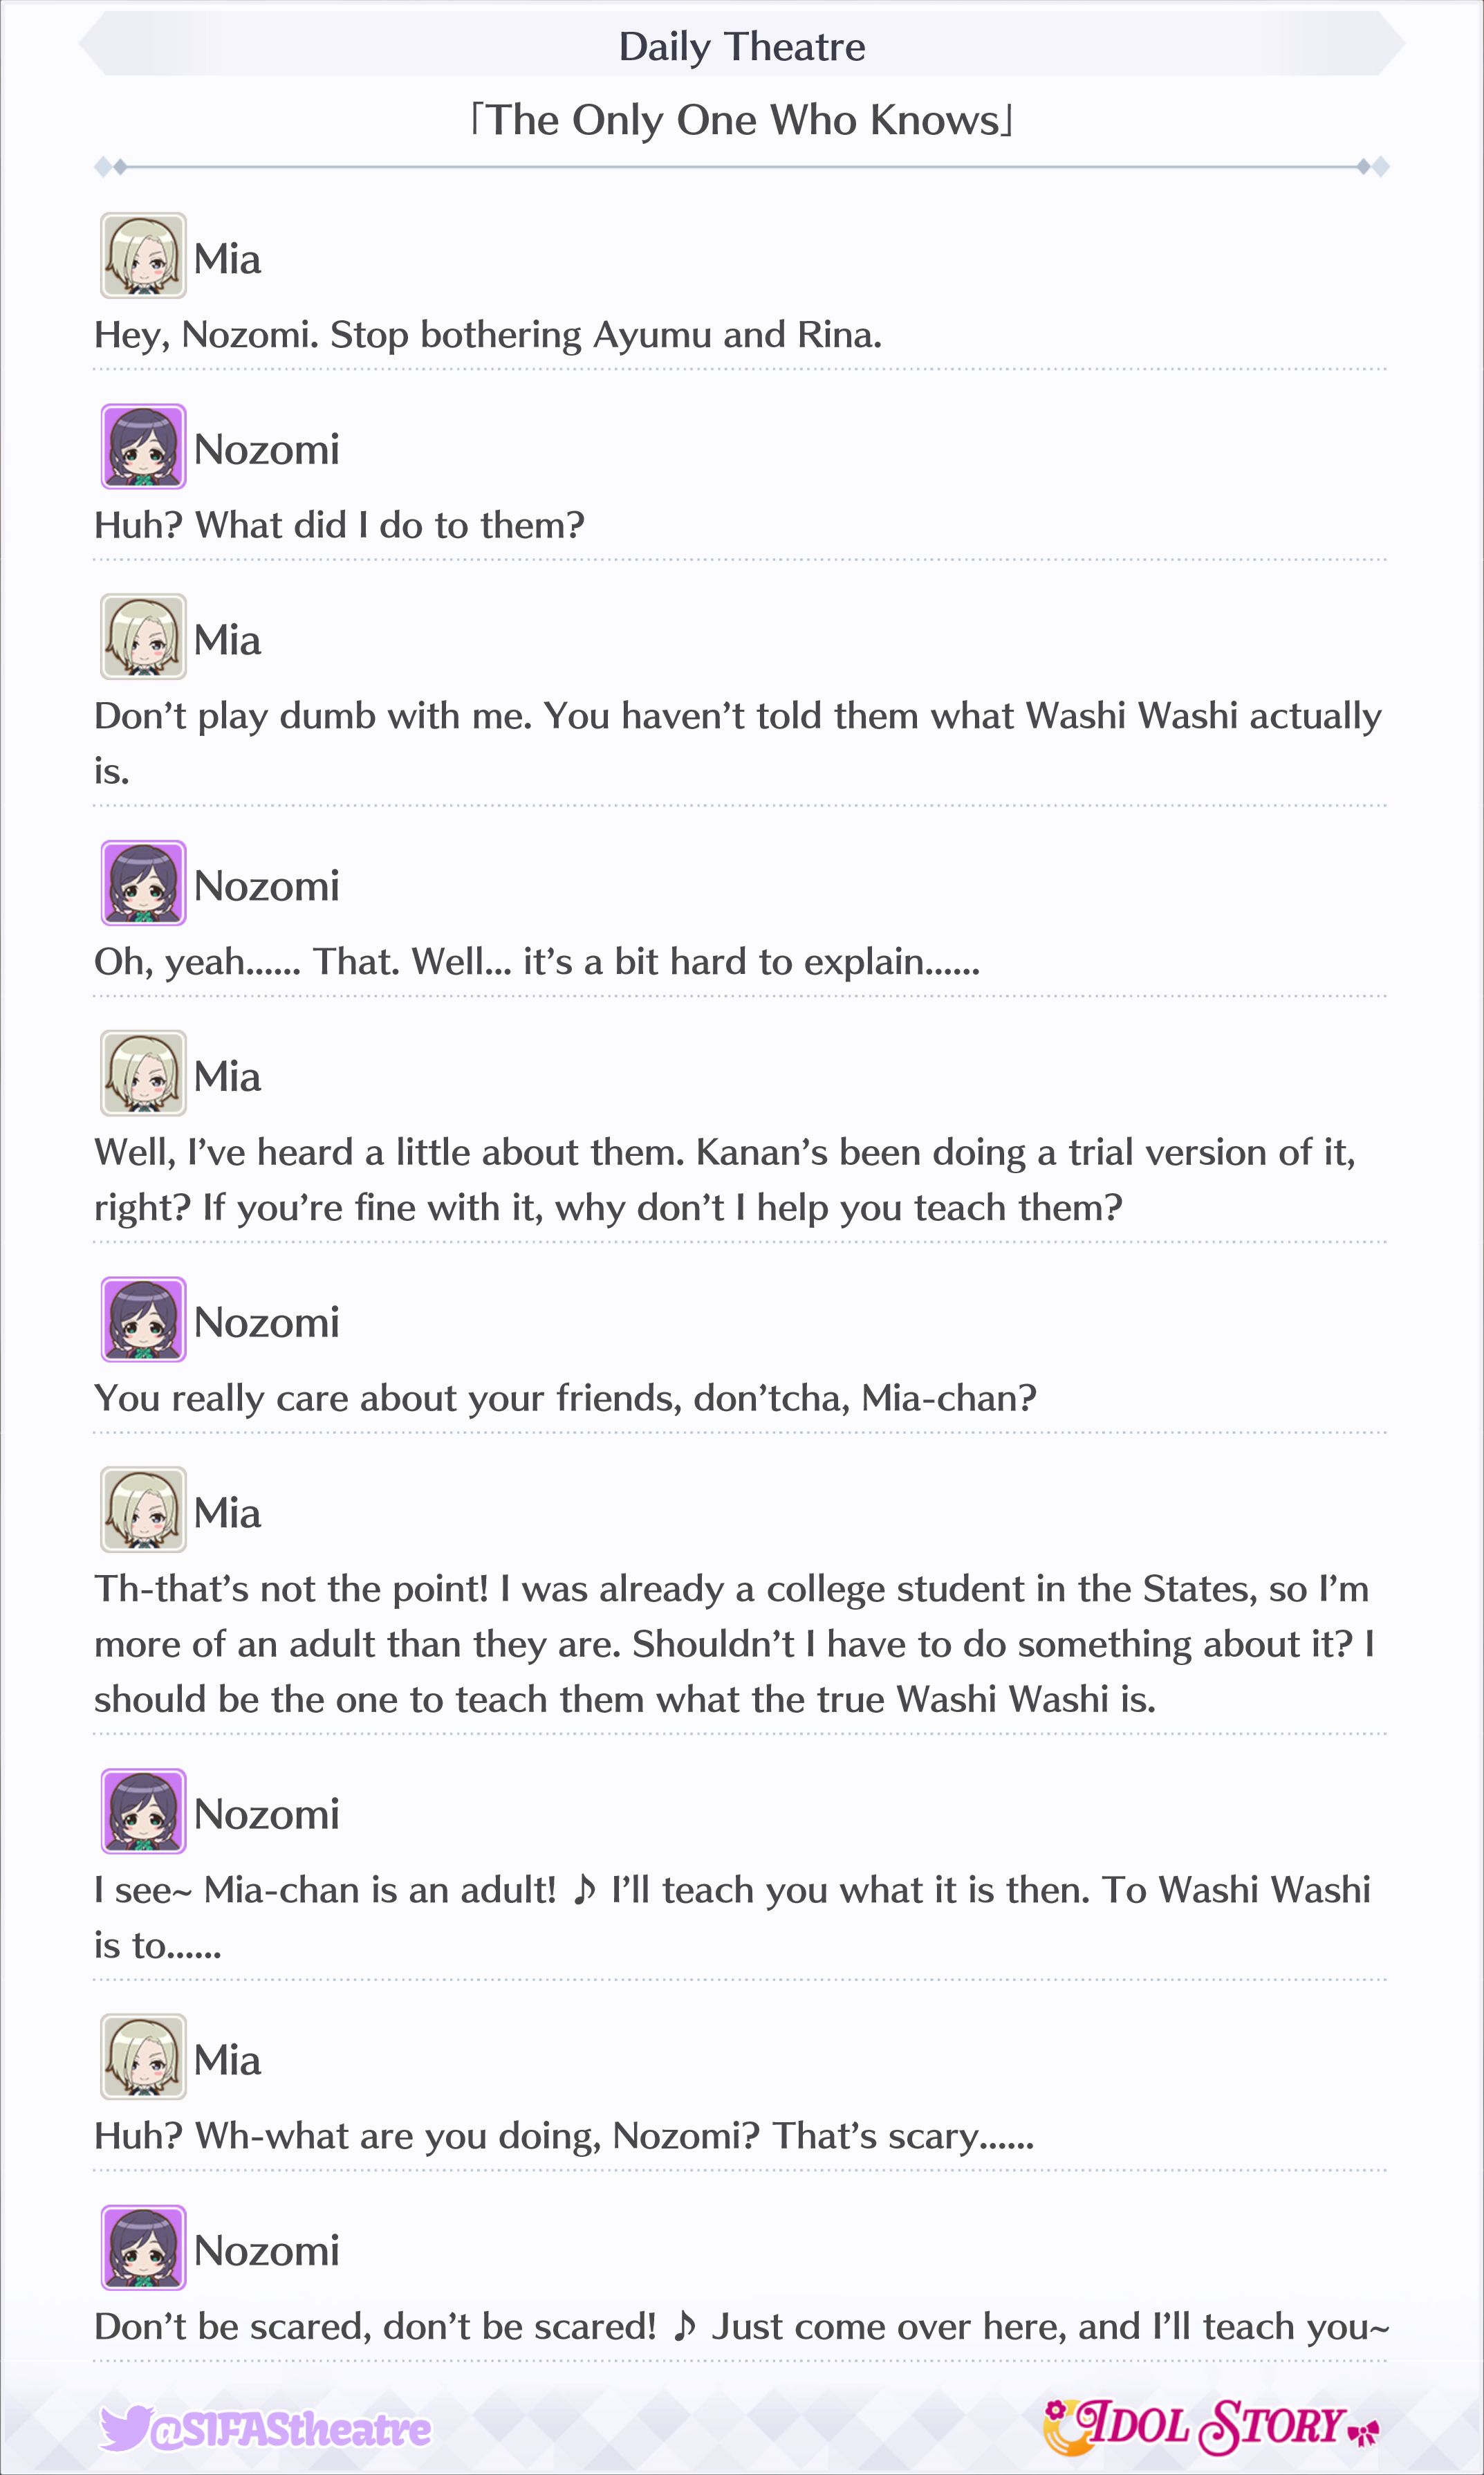 Daily Theatre
「The Only One Who Knows」
Mia
Hey, Nozomi. Stop bothering Ayumu and Rina.
Nozomi
Huh? What did I do to them?
Mia
Don’t play dumb with me. You haven’t told them what Washi Washi actually
is.
Nozomi
Oh, yeah...... That. Well... it’s a bit hard to explain......
Mia
Well, I’ve heard a little about them. Kanan’s been doing a trial version of it,
right? If you’re fine with it, why don’t I help you teach them?
Nozomi
You really care about your friends, don’tcha, Mia-chan?
Mia
Th-that’s not the point! I was already a college student in the States, so I’m
more of an adult than they are. Shouldn’t I have to do something about it? I
should be the one to teach them what the true Washi Washi is.
Nozomi
I see~ Mia-chan is an adult! ♪ I’ll teach you what it is then. To Washi Washi
is to......
Mia
Huh? Wh-what are you doing, Nozomi? That’s scary......
Nozomi
Don’t be scared, don’t be scared! ♪ Just come over here, and I’ll teach you~
@SIFAStheatre
IDOL STORY